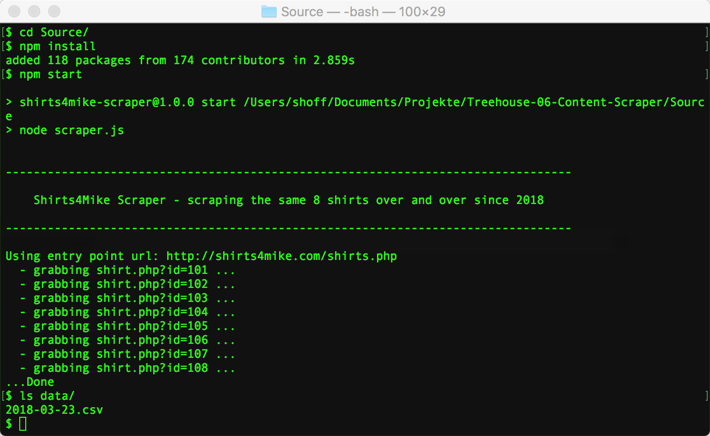 Source — -bash — 100×29
[$ cd Source/ ]
[$ npm install ]
added 118 packages from 174 contributors in 2.859s
[$ npm start ]
> shirts4mike-scraper@1.0.0 start /Users/shoff/Documents/Projekte/Treehouse-06-Content-Scraper/Sourc
e
> node scraper.js
--------------------------------------------------------------------------------
Shirts4Mike Scraper - scraping the same 8 shirts over and over since 2018
--------------------------------------------------------------------------------
Using entry point url: http://shirts4mike.com/shirts.php
- grabbing shirt.php?id=101 ...
- grabbing shirt.php?id=102 ...
- grabbing shirt.php?id=103 ...
- grabbing shirt.php?id=104 ...
- grabbing shirt.php?id=105 ...
- grabbing shirt.php?id=106 ...
- grabbing shirt.php?id=107 ...
- grabbing shirt.php?id=108 ...
...Done
[$ ls data/ ]
2018-03-23.csv
$